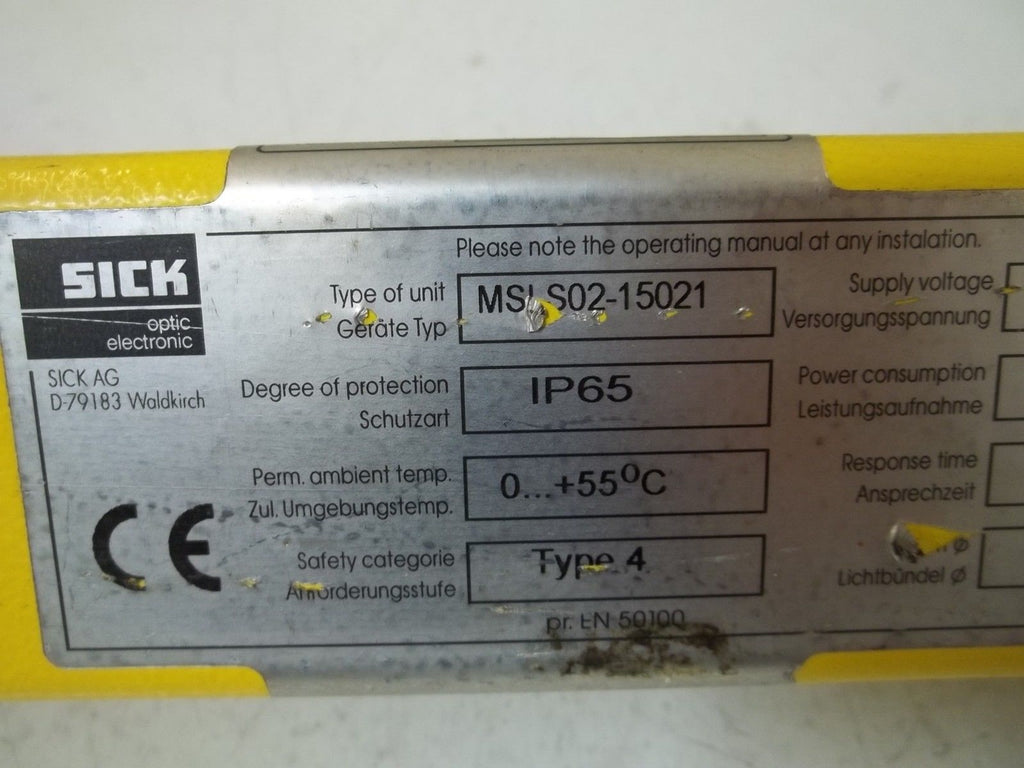 Please note the operating manual at any instalation.
SICK
optic
electronic
SICK AG
D-79183 Waldkirch
Type of unit
Geräte Typ
MSLS02-15021
Degree of protection
Schutzart
IP65
Perm. ambient temp.
Zul. Umgebungstemp.
0...+55°C
Safety categorie
Anforderungsstufe
Type 4
pr. EN 50100
CE
Supply voltage
Versorgungsspannung
Power consumption
Leistungsaufnahme
Response time
Ansprechzeit
Ø
Lichtbündel Ø